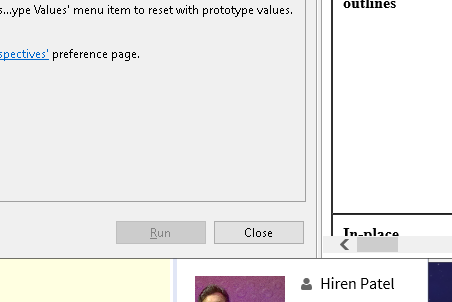 s...ype Values' menu item to reset with prototype values.
spectives' preference page.
Run
Close
outlines
In-place
Hiren Patel